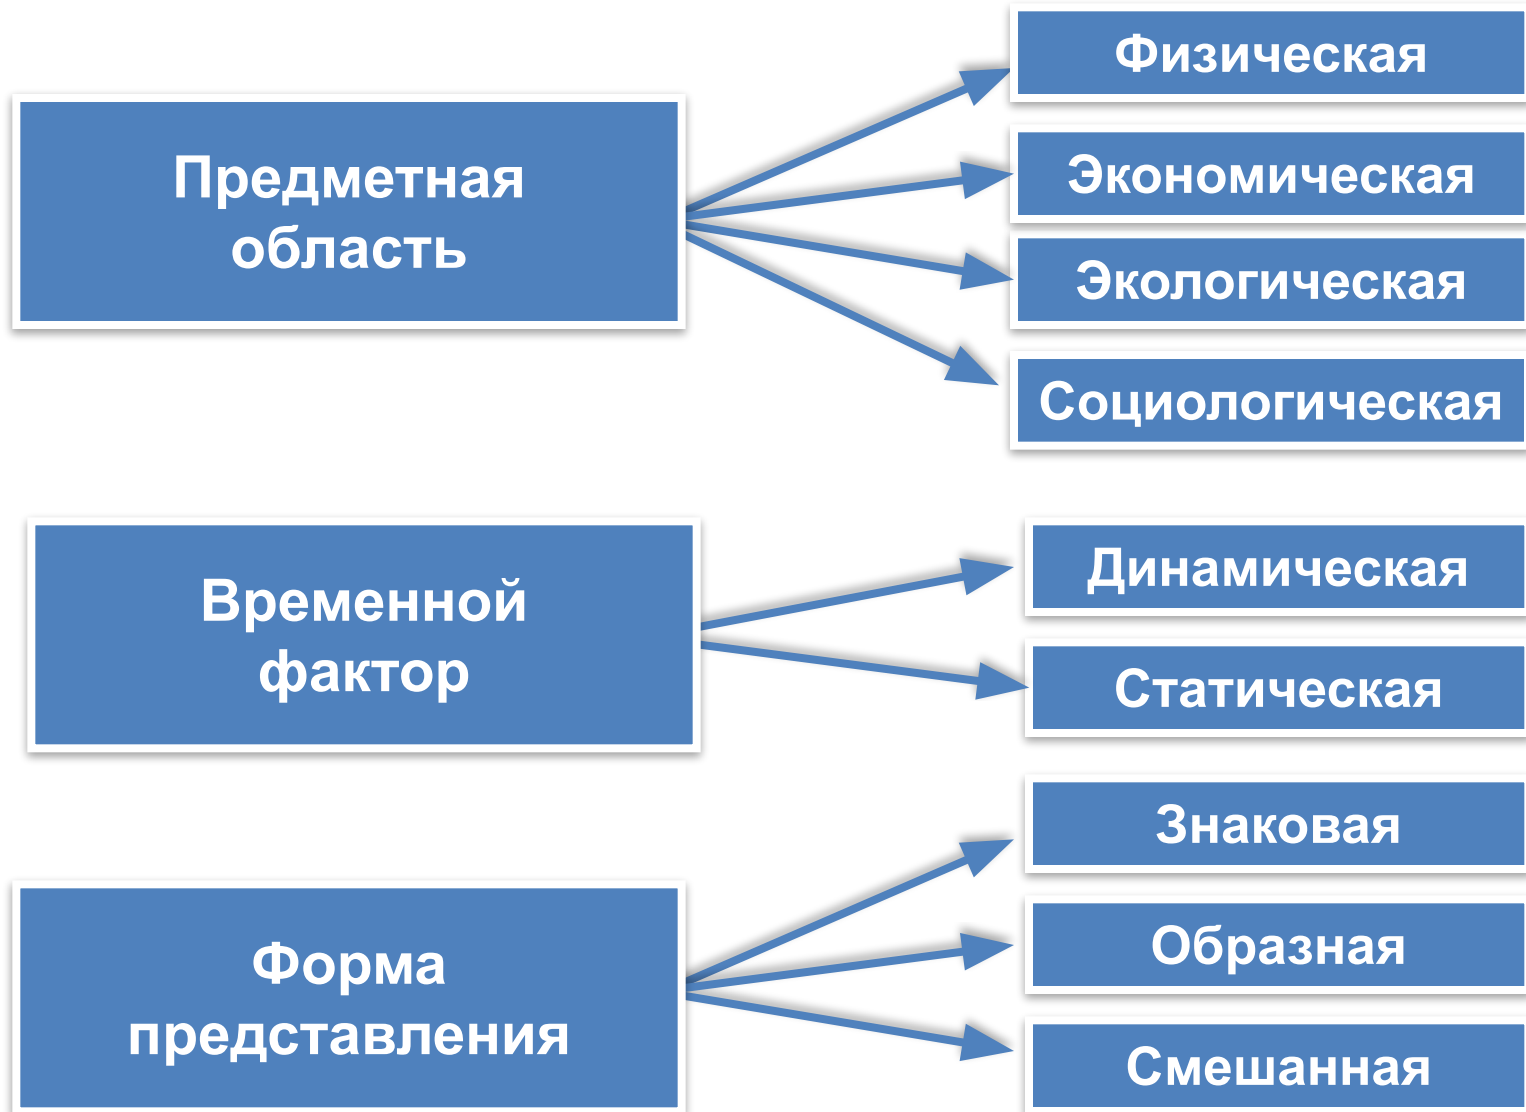 Предметная
область
Физическая
Экономическая
Экологическая
Социологическая
Временной
фактор
Динамическая
Статическая
Форма
представления
Знаковая
Образная
Смешанная